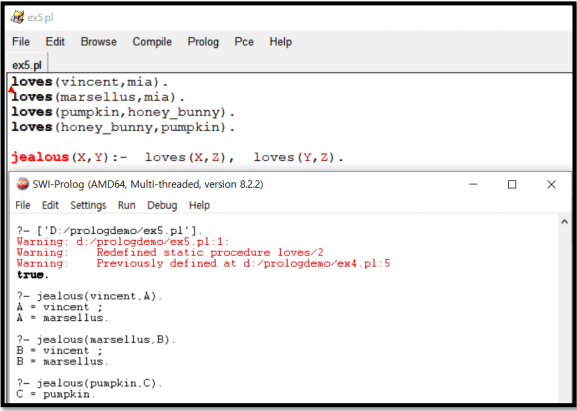 ex5.pl
File Edit Browse Compile Prolog Pce Help
ex5.pl
loves(vincent,mia).
loves(marsellus,mia).
loves(pumpkin,honey_bunny).
loves(honey_bunny,pumpkin).
jealous(X,Y):- loves(X,Z), loves(Y,Z).
SWI-Prolog (AMD64, Multi-threaded, version 8.2.2)
File Edit Settings Run Debug Help
?- ['D:/prologdemo/ex5.pl'].
Warning: d:/prologdemo/ex5.pl:1:
Warning:    Redefined static procedure loves/2
Warning:    Previously defined at d:/prologdemo/ex4.pl:5
true.
?- jealous(vincent,A).
A = vincent ;
A = marsellus.
?- jealous(marsellus,B).
B = vincent ;
B = marsellus.
?- jealous(pumpkin,C).
C = pumpkin.